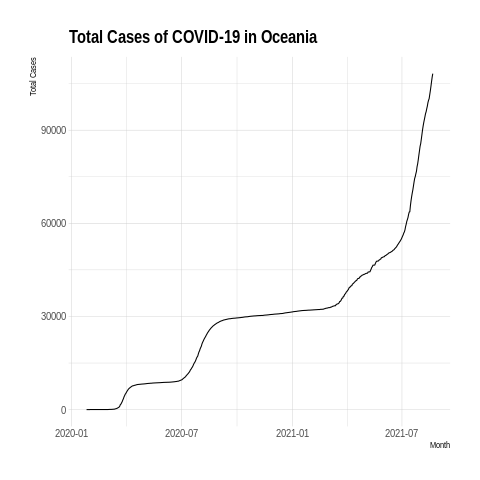 Total Cases of COVID-19 in Oceania
Total Cases
90000
60000
30000
0
2020-01
2020-07
2021-01
2021-07
Month